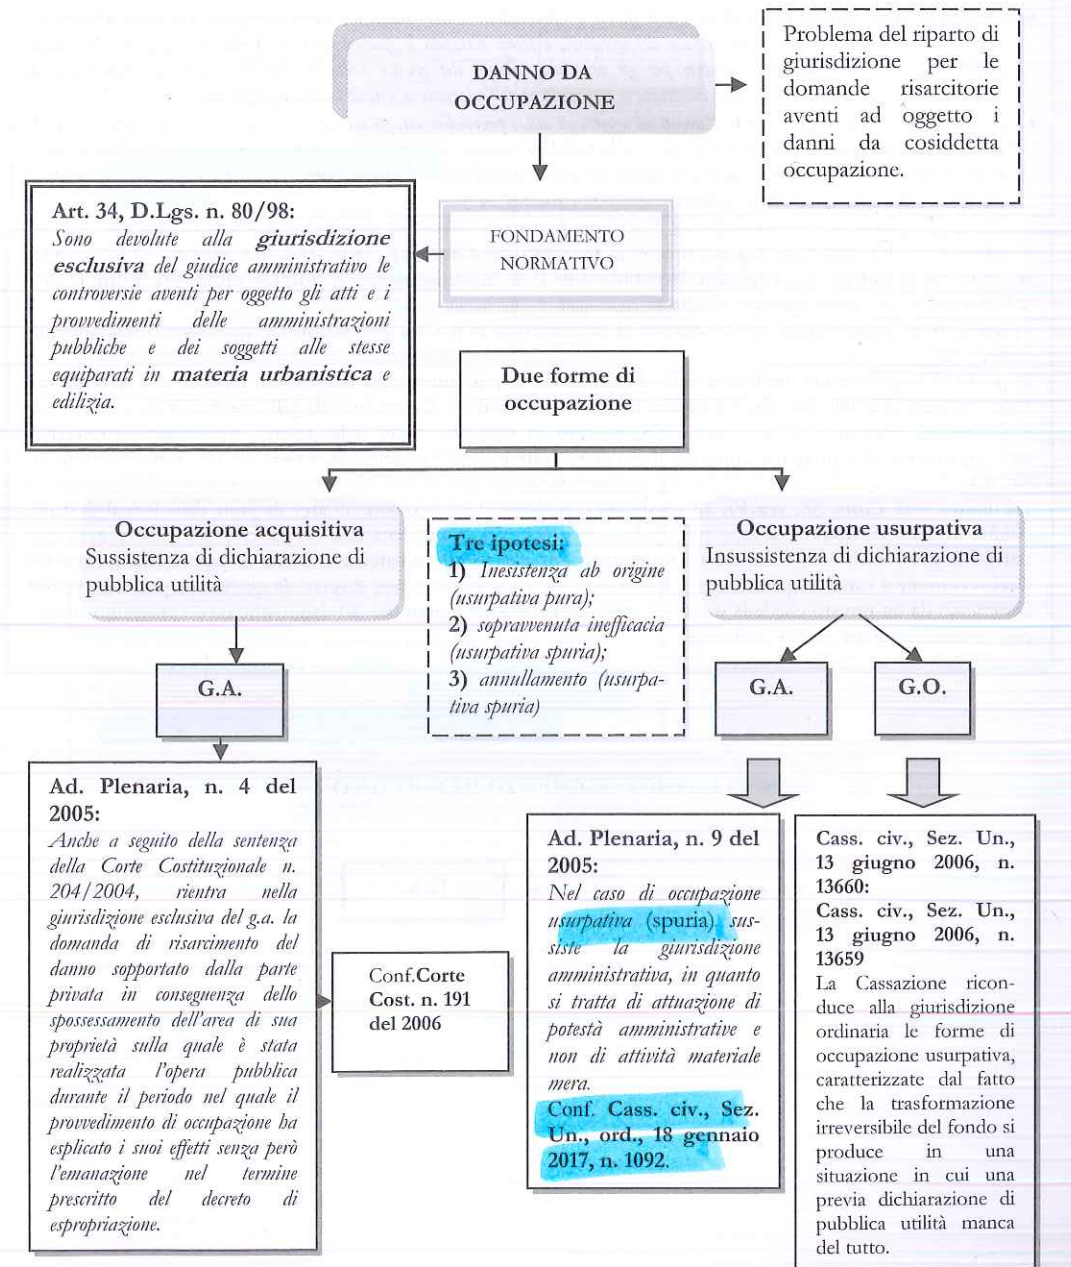 DANNO DA
OCCUPAZIONE
Problema del riparto di
giurisdizione per le
domande risarcitorie
aventi ad oggetto i
danni da cosiddetta
occupazione.
FONDAMENTO
NORMATIVO
Art. 34, D.Lgs. n. 80/98:
Sono devolute alla giurisdizione
esclusiva del giudice amministrativo le
controversie aventi per oggetto gli atti e i
provvedimenti delle amministrazioni
pubbliche e dei soggetti alle stesse
equiparati in materia urbanistica e
edilizia.
Due forme di
occupazione
Occupazione acquisitiva
Sussistenza di dichiarazione di
pubblica utilità
Tre ipotesi:
1) Inesistenza ab origine
(usurpativa pura);
2) sopravvenuta inefficacia
(usurpativa spuria);
3) annullamento (usurpa-
tiva spuria)
Occupazione usurpativa
Insussistenza di dichiarazione di
pubblica utilità
G.A.
G.A.
G.O.
Ad. Plenaria, n. 4 del
2005:
Anche a seguito della sentenza
della Corte Costituzionale n.
204/2004, rientra nella
giurisdizione esclusiva del g.a. la
domanda di risarcimento del
danno sopportato dalla parte
privata in conseguenza dello
spossessamento dell'area di sua
proprietà sulla quale è stata
realizzata l'opera pubblica
durante il periodo nel quale il
provvedimento di occupazione ha
esplicato i suoi effetti senza però
l'emanazione nel termine
prescritto del decreto di
espropriazione.
Conf.Corte
Cost. n. 191
del 2006
Ad. Plenaria, n. 9 del
2005:
Nel caso di occupazione
usurpativa (spuria) sus-
siste la giurisdizione
amministrativa, in quanto
si tratta di attuazione di
potestà amministrative e
non di attività materiale
mera.
Conf. Cass. civ., Sez.
Un., ord., 18 gennaio
2017, n. 1092.
Cass. civ., Sez. Un.,
13 giugno 2006, n.
13660:
Cass. civ., Sez. Un.,
13 giugno 2006, n.
13659
La Cassazione ricon-
duce alla giurisdizione
ordinaria le forme di
occupazione usurpativa,
caratterizzate dal fatto
che la trasformazione
irreversibile del fondo si
produce in una
situazione in cui una
previa dichiarazione di
pubblica utilità manca
del tutto.